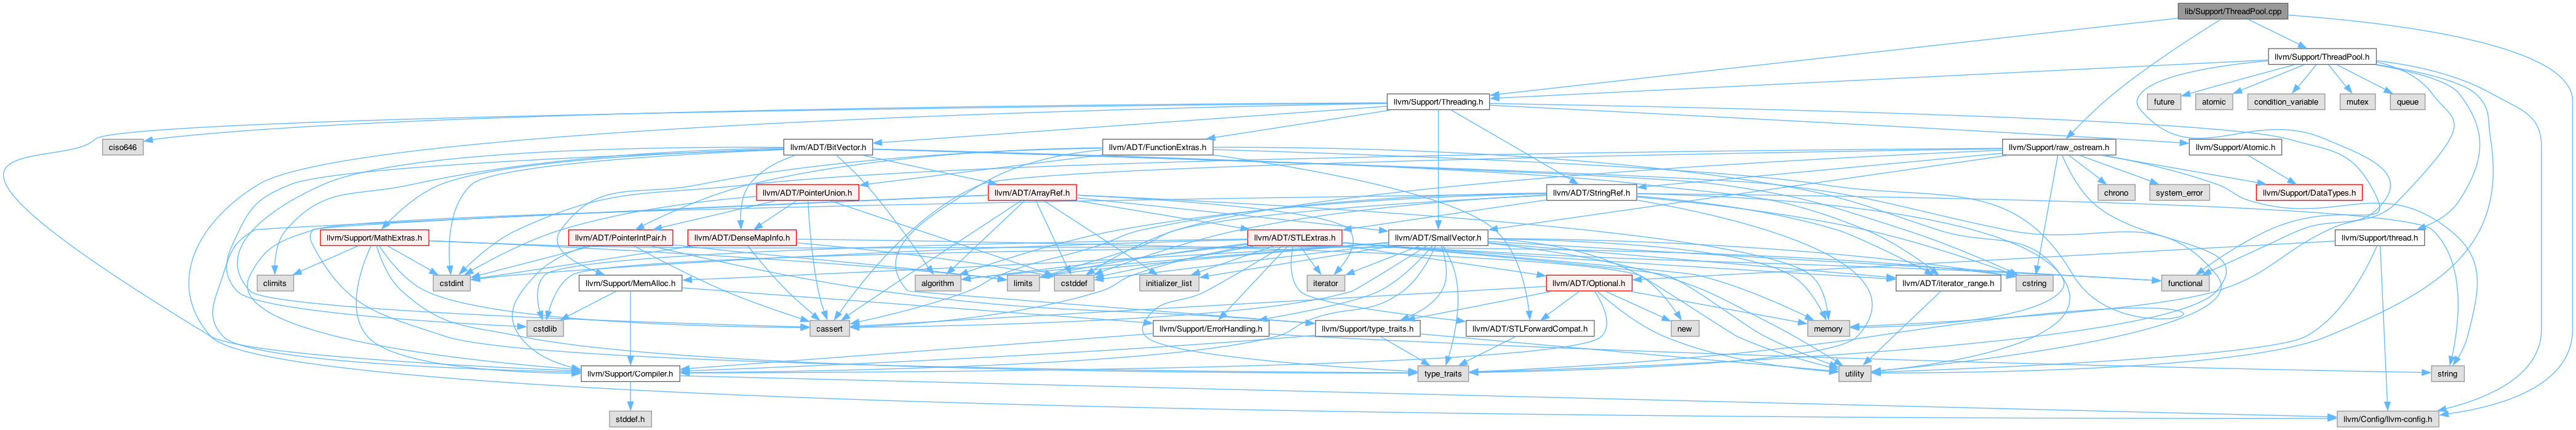 lib/Support/ThreadPool.cpp
llvm/Support/ThreadPool.h
llvm/Support/Threading.h
future
atomic
condition_variable
mutex
queue
ciso646
llvm/ADT/BitVector.h
llvm/ADT/FunctionExtras.h
llvm/Support/raw_ostream.h
llvm/Support/Atomic.h
llvm/ADT/PointerUnion.h
llvm/ADT/ArrayRef.h
llvm/ADT/StringRef.h
chrono
system_error
llvm/Support/DataTypes.h
llvm/Support/MathExtras.h
llvm/ADT/PointerIntPair.h
llvm/ADT/DenseMapInfo.h
llvm/ADT/STLExtras.h
llvm/ADT/SmallVector.h
llvm/Support/thread.h
climits
cstdint
llvm/Support/MemAlloc.h
algorithm
limits
cstddef
initializer_list
iterator
llvm/ADT/Optional.h
llvm/ADT/iterator_range.h
cstring
functional
cstdlib
cassert
llvm/Support/ErrorHandling.h
llvm/Support/type_traits.h
llvm/ADT/STLForwardCompat.h
new
memory
llvm/Support/Compiler.h
type_traits
utility
string
stddef.h
llvm/Config/llvm-config.h